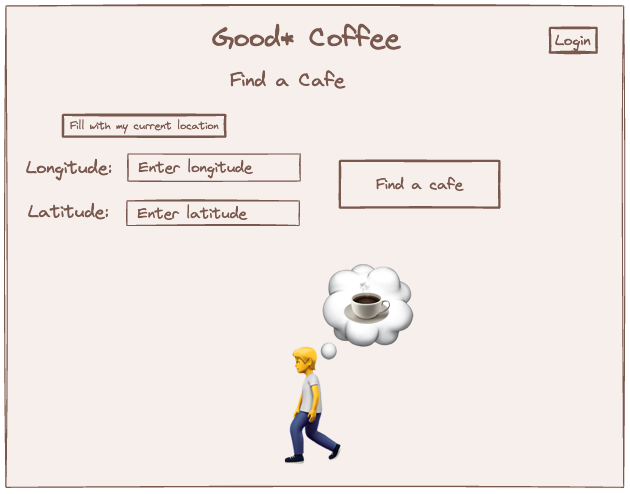 Good* Coffee
Login
Find a Cafe
Fill with my current location
Longitude: Enter longitude
Find a cafe
Latitude: Enter latitude